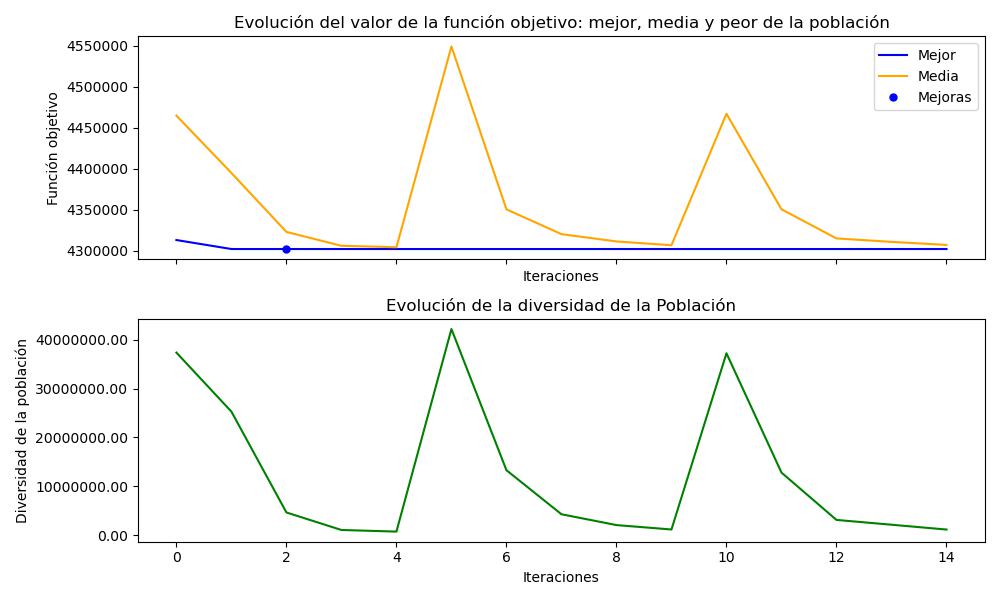 Evolución del valor de la función objetivo: mejor, media y peor de la población
Función objetivo
4550000
4500000
4450000
4400000
4350000
4300000
Mejor
Media
Mejoras
Iteraciones
Evolución de la diversidad de la Población
Diversidad de la población
40000000.00
30000000.00
20000000.00
10000000.00
0.00
0 2 4 6 8 10 12 14
Iteraciones